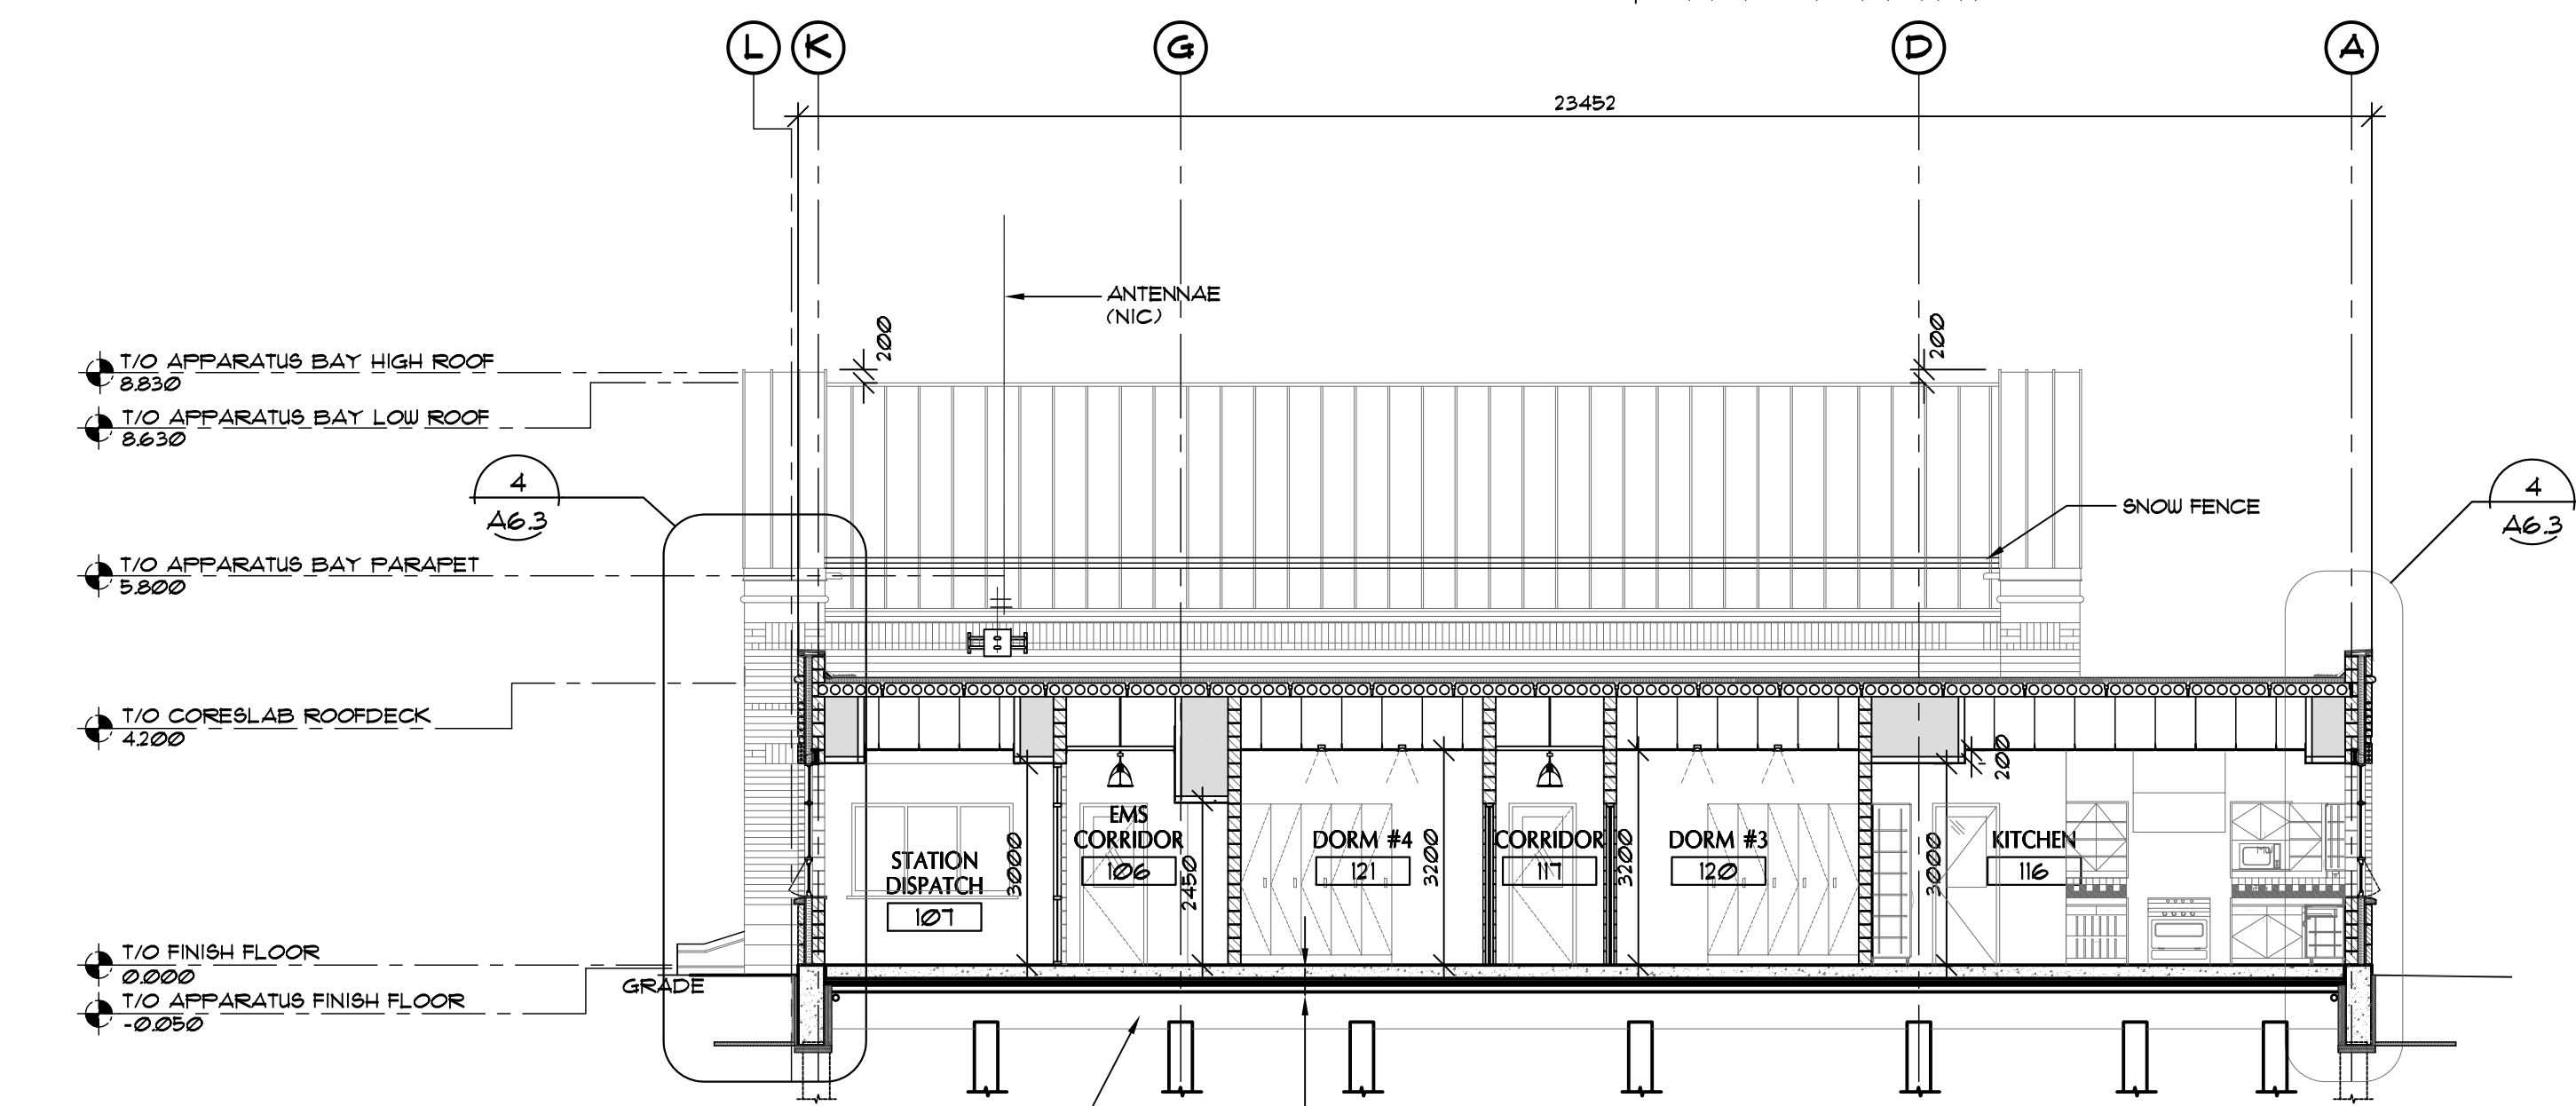 L K G D A
23452
ANTENNAE
(NIC)
200
200
T/O APPARATUS BAY HIGH ROOF
8.830
T/O APPARATUS BAY LOW ROOF
8.630
4
A6.3
4
A6.3
SNOW FENCE
T/O APPARATUS BAY PARAPET
5.800
T/O CORESLAB ROOFDECK
4.200
200
STATION
DISPATCH
107
3000
EMS
CORRIDOR
106
2450
DORM #4
121
3200
CORRIDOR
117
3200
DORM #3
120
3000
KITCHEN
116
T/O FINISH FLOOR
0.000
GRADE
T/O APPARATUS FINISH FLOOR
-0.050